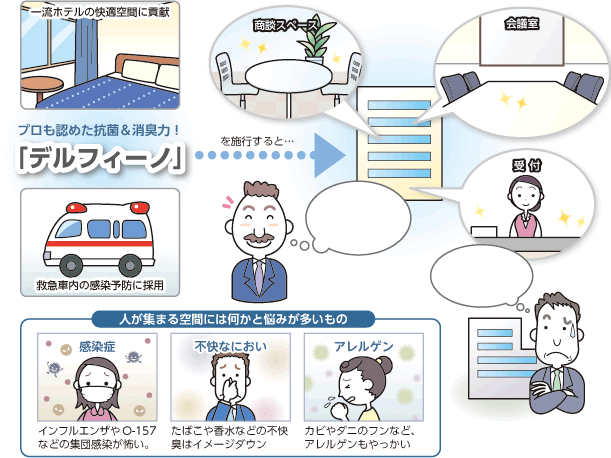 一流ホテルの快適空間に貢献
商談スペース
会議室
プロも認めた抗菌＆消臭力！
「デルフィーノ」
を施行すると…
受付
救急車内の感染予防に採用
人が集まる空間には何かと悩みが多いもの
感染症
インフルエンザやO-157
などの集団感染が怖い。
不快なにおい
たばこや香水などの不快
臭はイメージダウン
アレルゲン
カビやダニのフンなど、
アレルゲンもやっかい